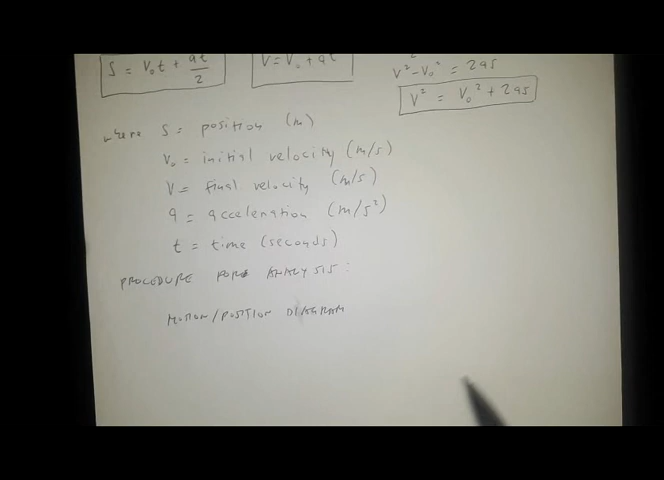 S = V₀t + at/2
V = V₀ + at
V² - V₀² = 2as
V² = V₀² + 2as
where S = position (m)
V₀ = initial velocity (m/s)
V = final velocity (m/s)
a = acceleration (m/s²)
t = time (seconds)
PROCEDURE FOR ANALYSIS:
MOTION/POSITION DIAGRAM